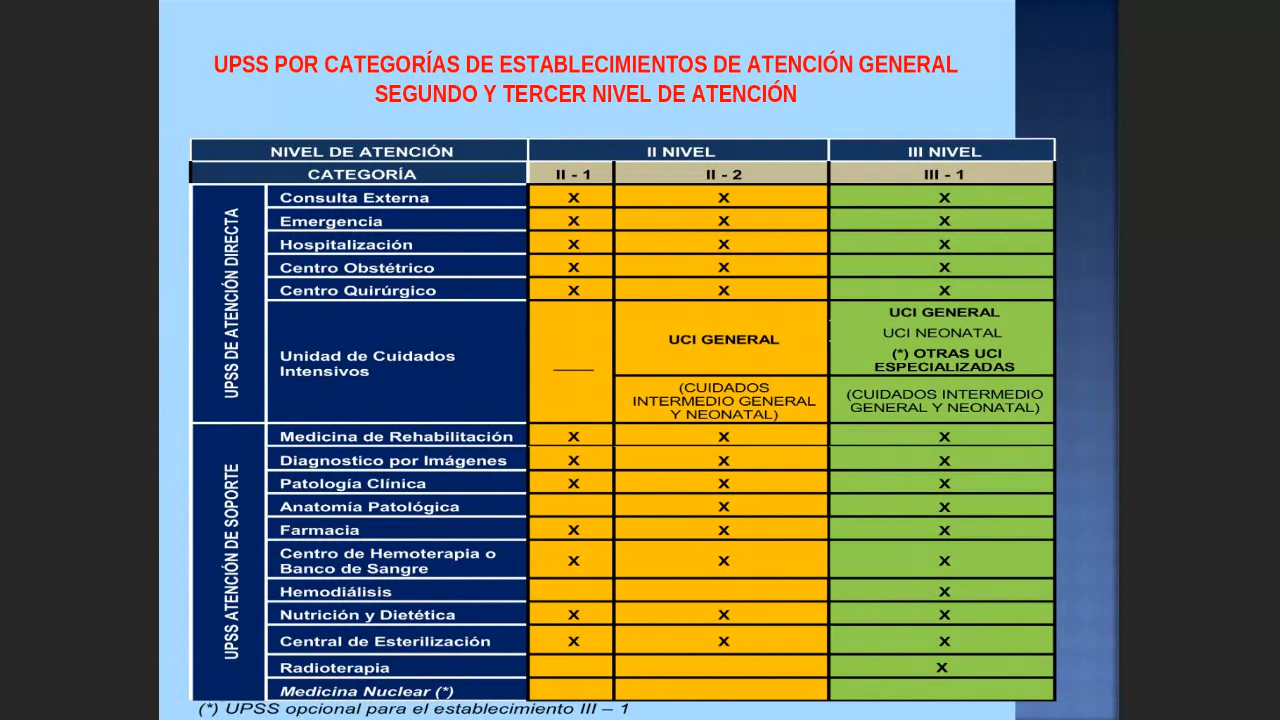 UPSS POR CATEGORÍAS DE ESTABLECIMIENTOS DE ATENCIÓN GENERAL
SEGUNDO Y TERCER NIVEL DE ATENCIÓN
NIVEL DE ATENCIÓN II NIVEL III NIVEL
CATEGORÍA II - 1 II - 2 III - 1
UPSS DE ATENCIÓN DIRECTA
Consulta Externa X X X
Emergencia X X X
Hospitalización X X X
Centro Obstétrico X X X
Centro Quirúrgico X X X
Unidad de Cuidados
Intensivos
____
UCI GENERAL
(CUIDADOS
INTERMEDIO GENERAL
Y NEONATAL)
UCI GENERAL
UCI NEONATAL
(*) OTRAS UCI
ESPECIALIZADAS
(CUIDADOS INTERMEDIO
GENERAL Y NEONATAL)
UPSS ATENCIÓN DE SOPORTE
Medicina de Rehabilitación X X X
Diagnostico por Imágenes X X X
Patología Clínica X X X
Anatomía Patológica X X
Farmacia X X X
Centro de Hemoterapia o
Banco de Sangre X X X
Hemodiálisis X
Nutrición y Dietética X X X
Central de Esterilización X X X
Radioterapia X
Medicina Nuclear (*)
(*) UPSS opcional para el establecimiento III – 1